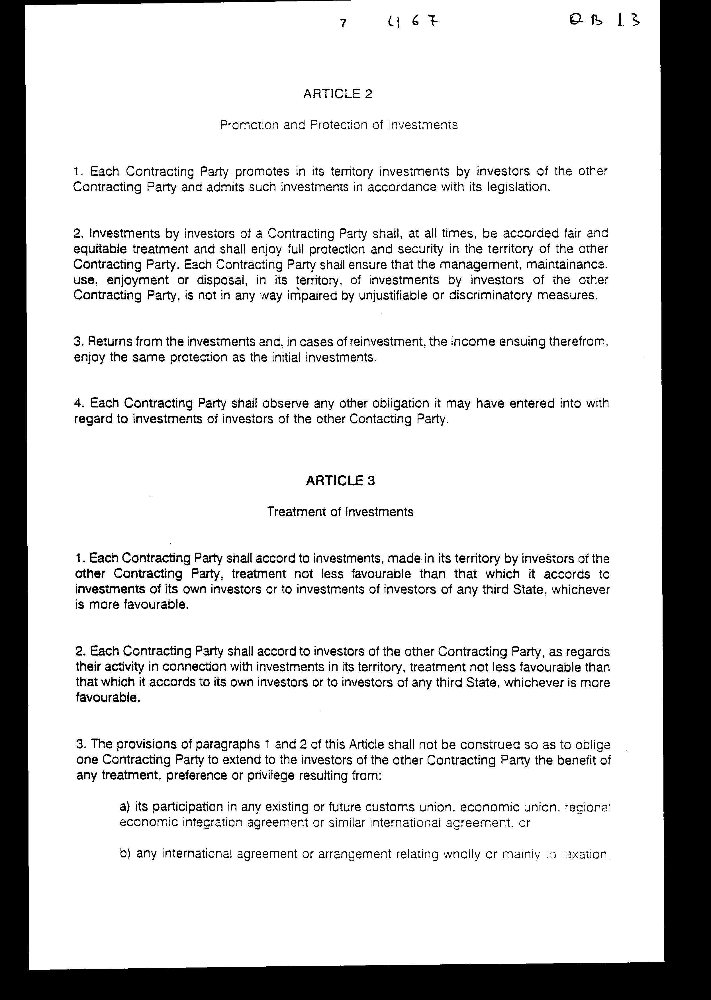 7 467 QB 13
ARTICLE 2
Promotion and Protection of Investments
1. Each Contracting Party promotes in its territory investments by investors of the other
Contracting Party and admits such investments in accordance with its legislation.
2. Investments by investors of a Contracting Party shall, at all times, be accorded fair and
equitable treatment and shall enjoy full protection and security in the territory of the other
Contracting Party. Each Contracting Party shall ensure that the management, maintainance,
use, enjoyment or disposal, in its territory, of investments by investors of the other
Contracting Party, is not in any way impaired by unjustifiable or discriminatory measures.
3. Returns from the investments and, in cases of reinvestment, the income ensuing therefrom,
enjoy the same protection as the initial investments.
4. Each Contracting Party shall observe any other obligation it may have entered into with
regard to investments of investors of the other Contacting Party.
ARTICLE 3
Treatment of Investments
1. Each Contracting Party shall accord to investments, made in its territory by investors of the
other Contracting Party, treatment not less favourable than that which it accords to
investments of its own investors or to investments of investors of any third State, whichever
is more favourable.
2. Each Contracting Party shall accord to investors of the other Contracting Party, as regards
their activity in connection with investments in its territory, treatment not less favourable than
that which it accords to its own investors or to investors of any third State, whichever is more
favourable.
3. The provisions of paragraphs 1 and 2 of this Article shall not be construed so as to oblige
one Contracting Party to extend to the investors of the other Contracting Party the benefit of
any treatment, preference or privilege resulting from:
a) its participation in any existing or future customs union, economic union, regional
economic integration agreement or similar international agreement, or
b) any international agreement or arrangement relating wholly or mainly to taxation.